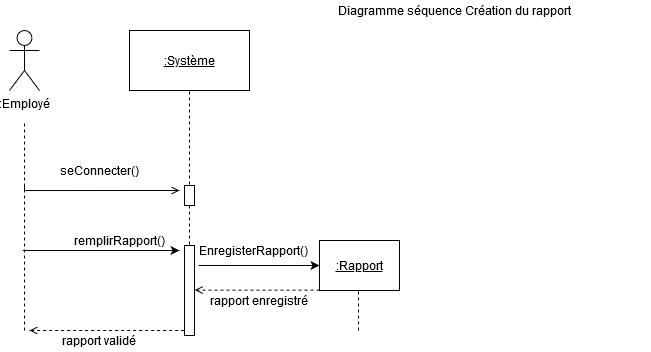 Diagramme séquence Création du rapport
:Système
:Employé
seConnecter()
remplirRapport()
EnregisterRapport()
:Rapport
rapport enregistré
rapport validé